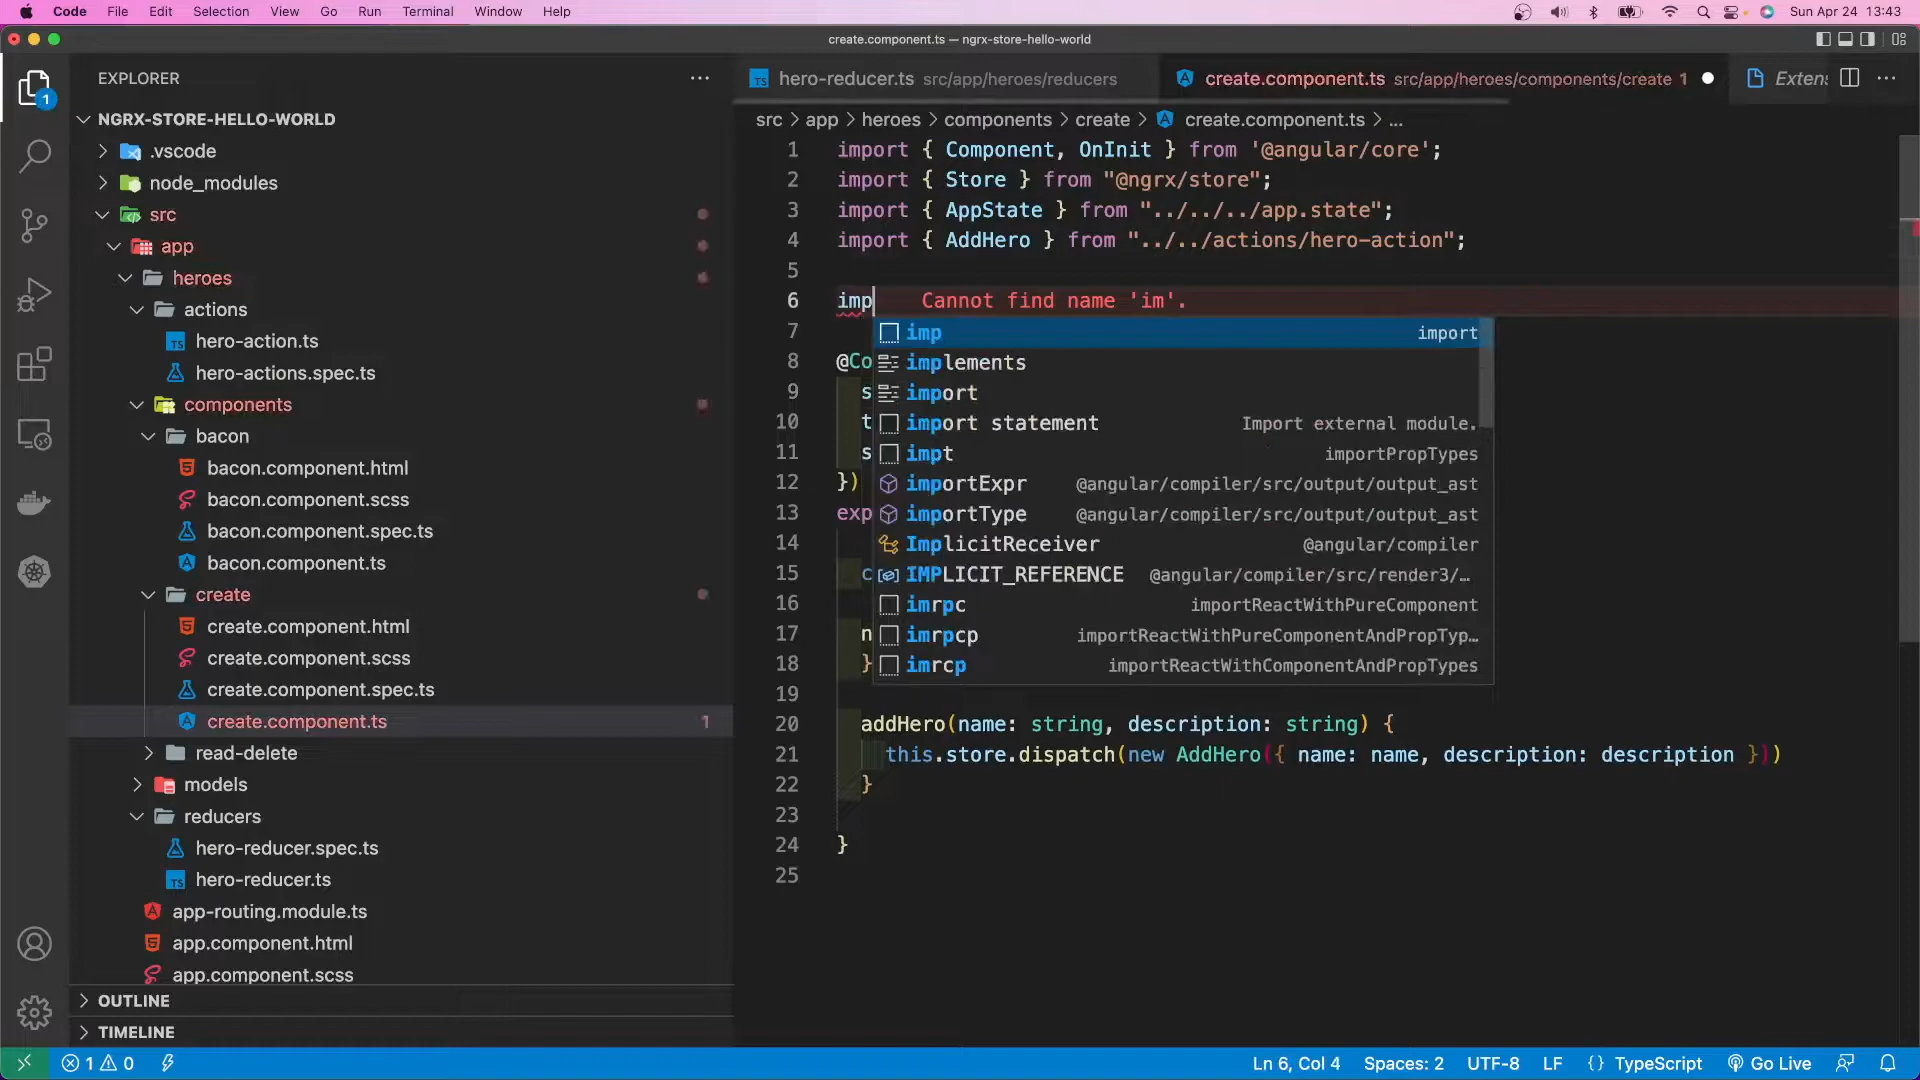 Code File Edit Selection View Go Run Terminal Window Help Sun Apr 24 13:43
create.component.ts — ngrx-store-hello-world
EXPLORER
hero-reducer.ts src/app/heroes/reducers
create.component.ts src/app/heroes/components/create 1
1
NGRX-STORE-HELLO-WORLD
.vscode
node_modules
src
app
heroes
actions
hero-action.ts
hero-actions.spec.ts
components
bacon
bacon.component.html
bacon.component.scss
bacon.component.spec.ts
bacon.component.ts
create
create.component.html
create.component.scss
create.component.spec.ts
create.component.ts 1
read-delete
models
reducers
hero-reducer.spec.ts
hero-reducer.ts
app-routing.module.ts
app.component.html
app.component.scss
OUTLINE
TIMELINE
src > app > heroes > components > create > create.component.ts > ...
1 import { Component, OnInit } from '@angular/core';
2 import { Store } from "@ngrx/store";
3 import { AppState } from "../../../app.state";
4 import { AddHero } from "../../actions/hero-action";
5
6 imp Cannot find name 'im'.
7 imp import
8 @Co implements
9 s import
10 t import statement Import external module.
11 s impt importPropTypes
12 }) importExpr @angular/compiler/src/output/output_ast
13 exp importType @angular/compiler/src/output/output_ast
14 ImplicitReceiver @angular/compiler
15 c IMPLICIT_REFERENCE @angular/compiler/src/render3/…
16 imrpc importReactWithPureComponent
17 n imrpcp importReactWithPureComponentAndPropTyp…
18 } imrcp importReactWithComponentAndPropTypes
19
20 addHero(name: string, description: string) {
21 this.store.dispatch(new AddHero({ name: name, description: description }))
22 }
23
24 }
25
1 0 Ln 6, Col 4 Spaces: 2 UTF-8 LF {} TypeScript Go Live